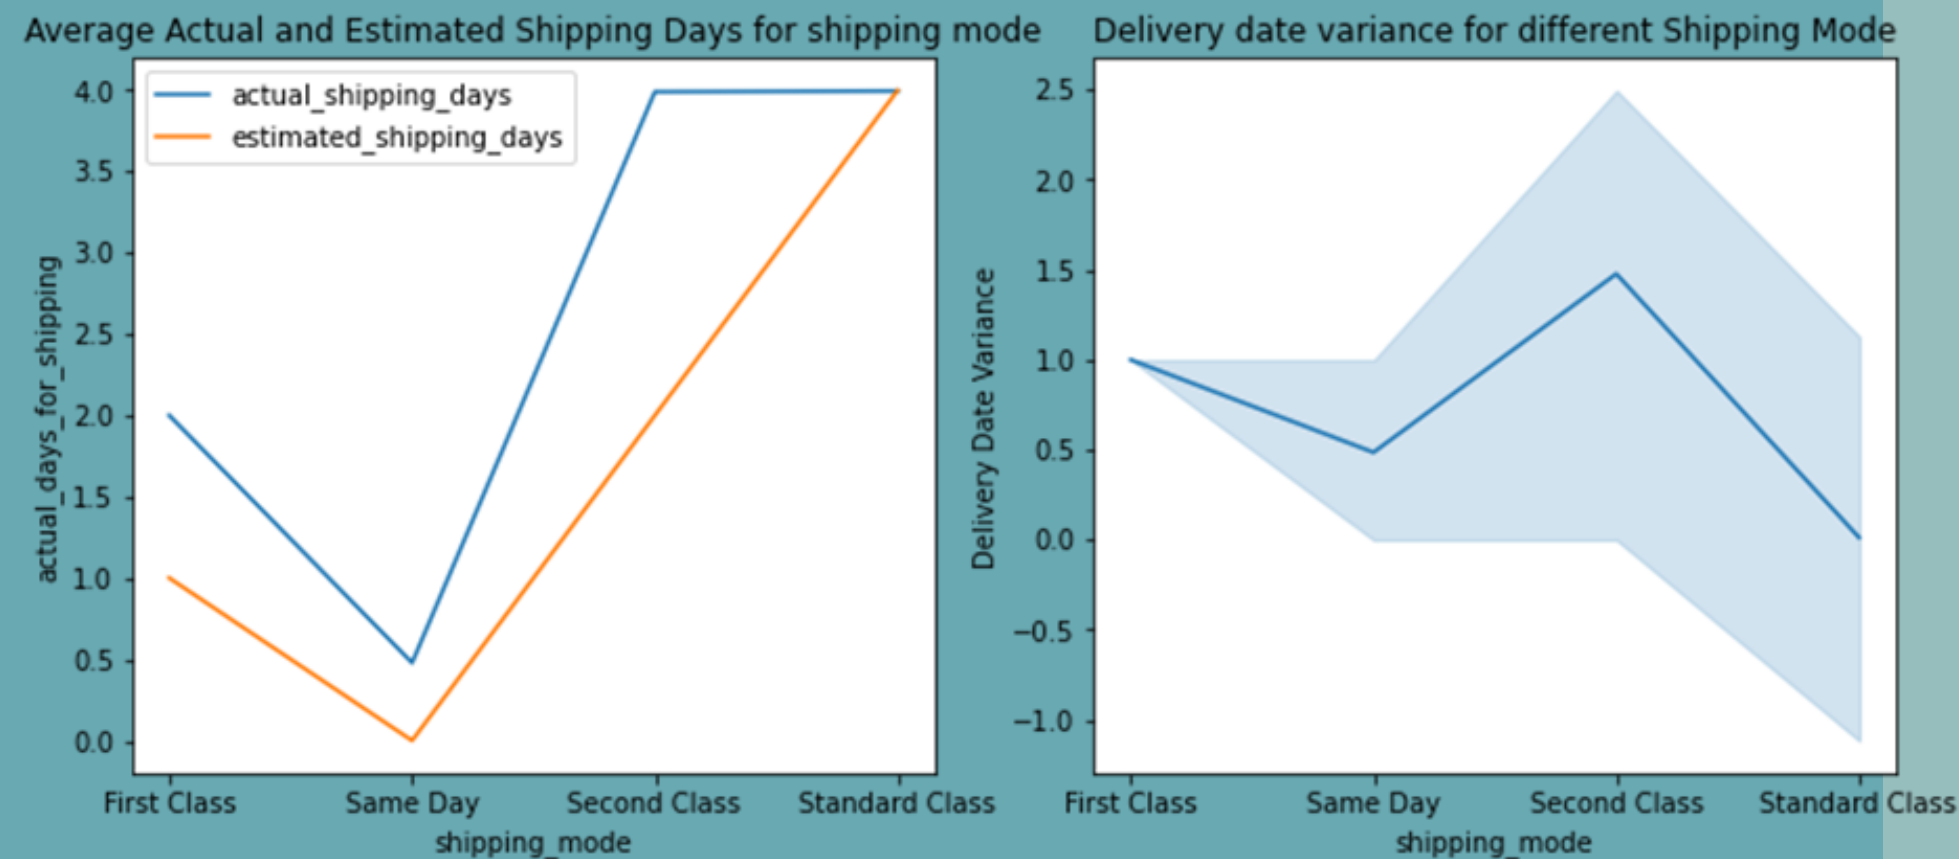 Average Actual and Estimated Shipping Days for shipping mode
actual_shipping_days
estimated_shipping_days
4.0
3.5
3.0
2.5
2.0
1.5
1.0
0.5
0.0
actual_days_for_shipping
First Class Same Day Second Class Standard Class
shipping_mode
Delivery date variance for different Shipping Mode
2.5
2.0
1.5
1.0
0.5
0.0
−0.5
−1.0
Delivery Date Variance
First Class Same Day Second Class Standard Class
shipping_mode